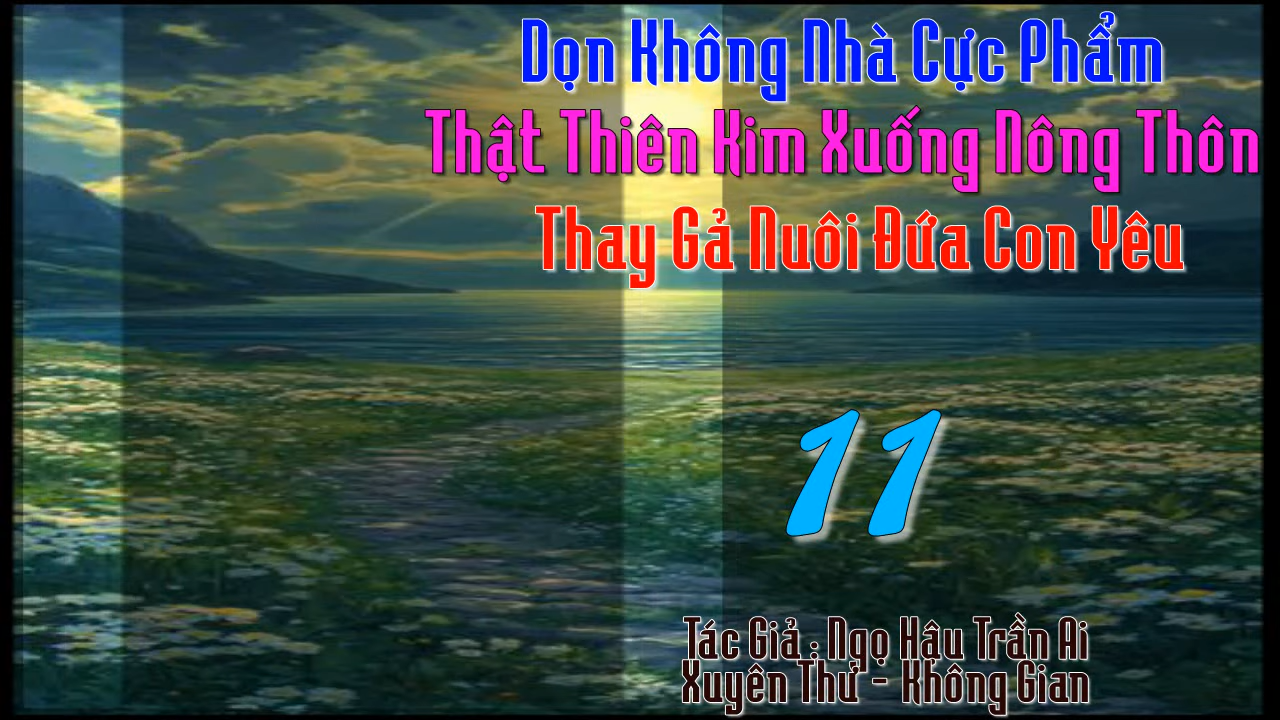 Dọn Không Nhà Cực Phẩm
Thật Thiên Kim Xuống Nông Thôn
Thay Gả Nuôi Đứa Con Yêu
11
Tác Giả : Ngọ Hậu Trần Ai
Xuyên Thư - Không Gian